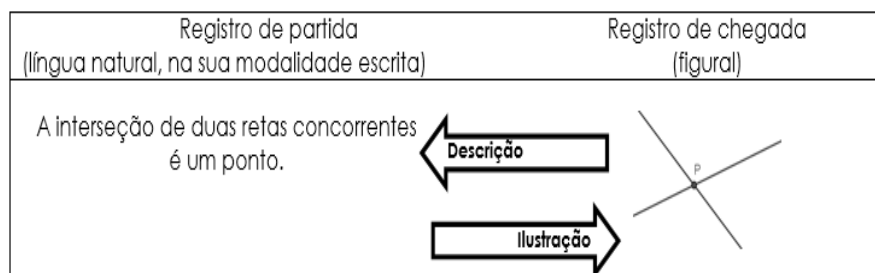 Registro de partida
(língua natural, na sua modalidade escrita)
Registro de chegada
(figural)
A interseção de duas retas concorrentes
é um ponto.
Descrição
P
Ilustração